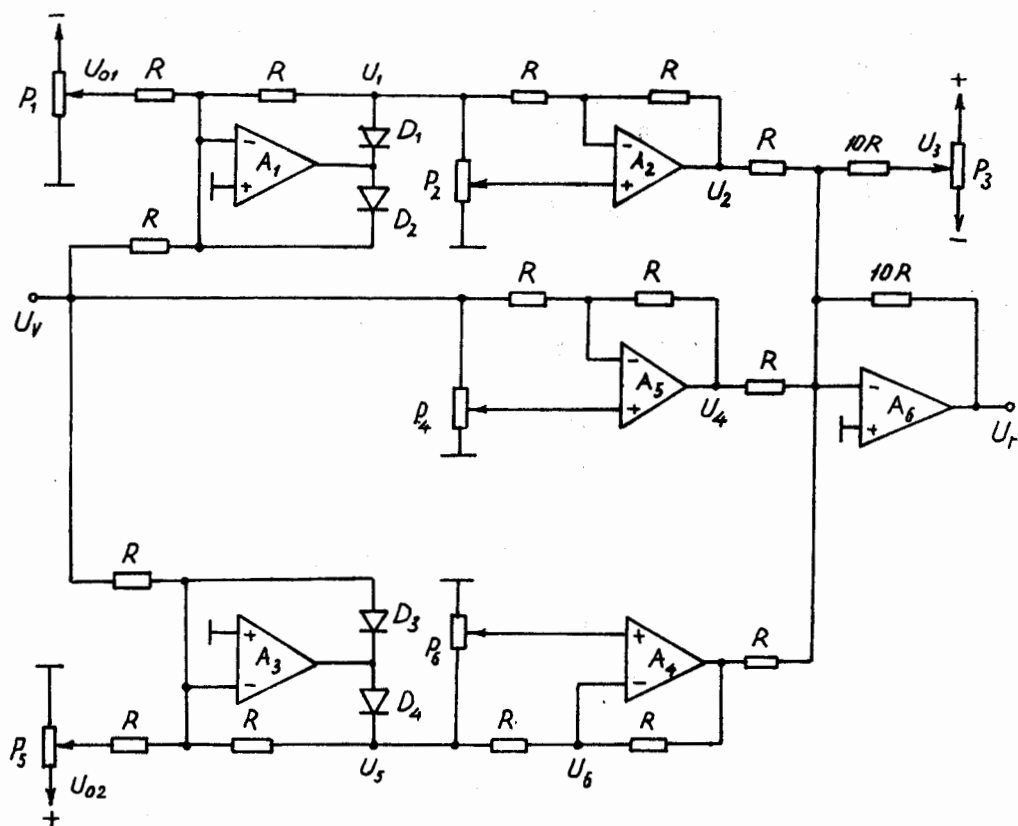 −
P₁
U₀₁
R
R
U₁
D₁
D₂
− A₁ +
R
P₂
R
R
− A₂ +
U₂
R
10R
U₃
+
P₃
−
Uv
P₄
R
R
− A₅ +
U₄
R
10R
− A₆ +
Ur
R
+ A₃ −
D₃
D₄
P₅
U₀₂
+
R
R
U₅
P₆
+ A₄ −
R
R
U₆
R